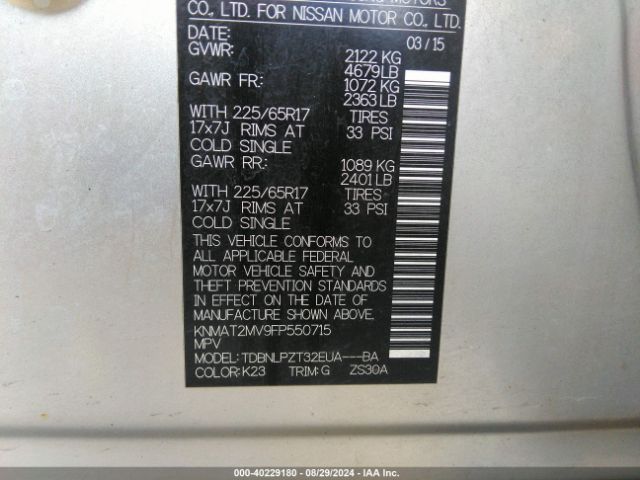 MOTORS
CO., LTD. FOR NISSAN MOTOR CO., LTD.
DATE: 03/15
GVWR: 2122 KG
4679LB
GAWR FR: 1072 KG
2363LB
WITH 225/65R17 TIRES
17x7J RIMS AT 33 PSI
COLD SINGLE
GAWR RR: 1089 KG
2401LB
WITH 225/65R17 TIRES
17x7J RIMS AT 33 PSI
COLD SINGLE
THIS VEHICLE CONFORMS TO
ALL APPLICABLE FEDERAL
MOTOR VEHICLE SAFETY AND
THEFT PREVENTION STANDARDS
IN EFFECT ON THE DATE OF
MANUFACTURE SHOWN ABOVE.
KNMAT2MV9FP550715
MPV
MODEL: TDBNLPZT32EUA---BA
COLOR: K23 TRIM: G ZS30A
000-40229180 - 08/29/2024 - IAAI.COM